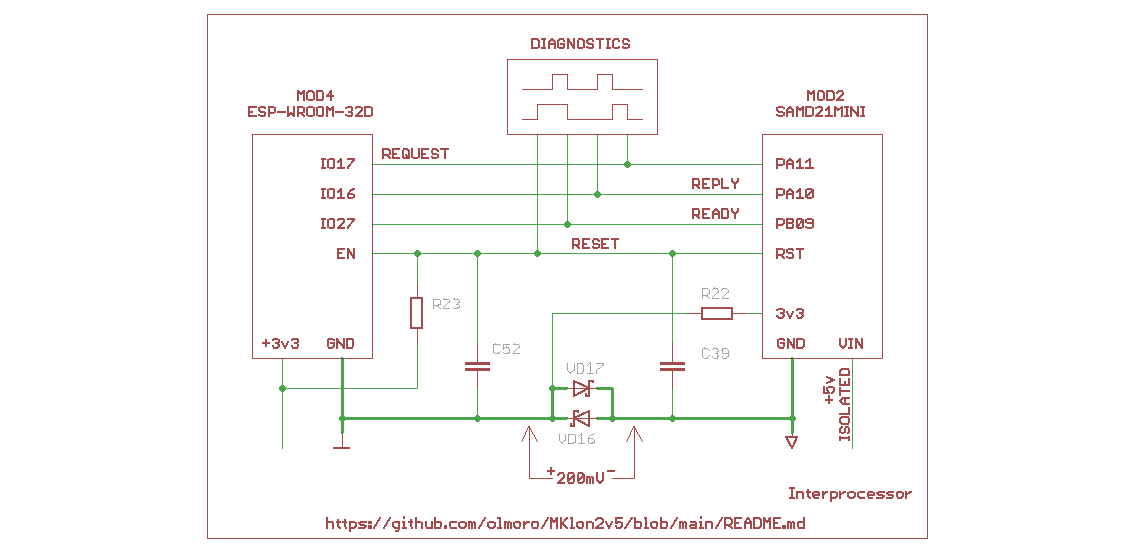 DIAGNOSTICS
MOD4
ESP-WROOM-32D
MOD2
SAMD21MINI
IO17
REQUEST
PA11
IO16
REPLY
PA10
IO27
READY
PB09
EN
RESET
RST
R23
R22
3v3
+3v3
GND
C52
C39
GND
VIN
VD17
+5v
ISOLATED
VD16
+200mV-
Interprocessor
https://github.com/olmoro/MKlon2v5/blob/main/README.md